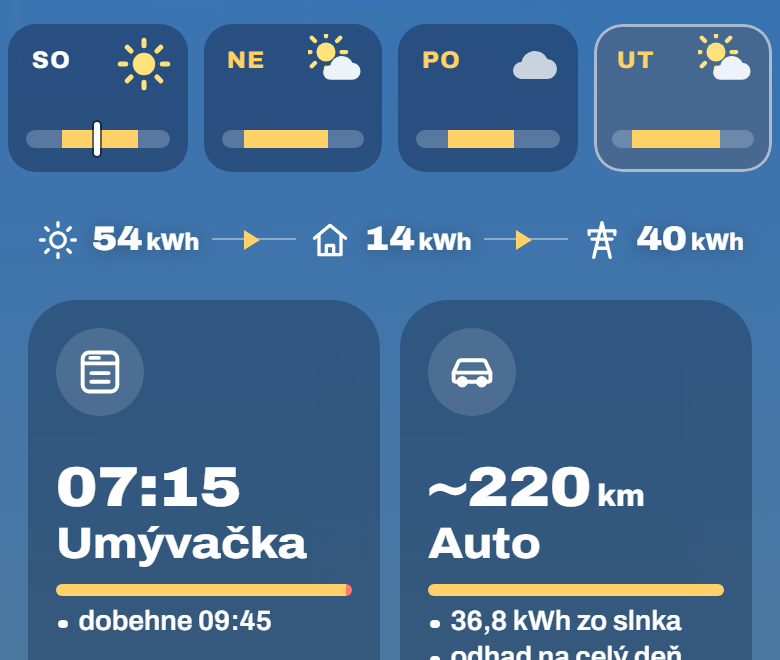 SO NE PO UT
54 kWh 14 kWh 40 kWh
07:15
Umývačka
• dobehne 09:45
~220 km
Auto
• 36,8 kWh zo slnka
• odhad na celý deň